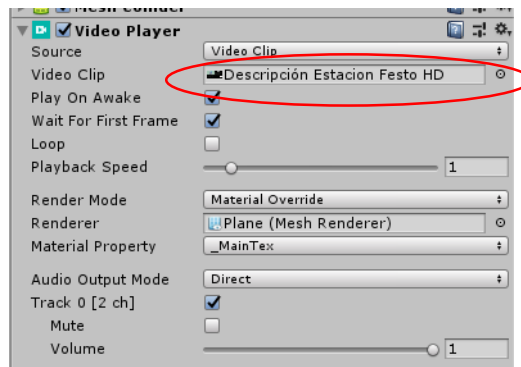 Mesh Collider
Video Player
Source Video Clip
Video Clip Descripción Estacion Festo HD
Play On Awake
Wait For First Frame
Loop
Playback Speed 1
Render Mode Material Override
Renderer Plane (Mesh Renderer)
Material Property _MainTex
Audio Output Mode Direct
Track 0 [2 ch]
Mute
Volume 1